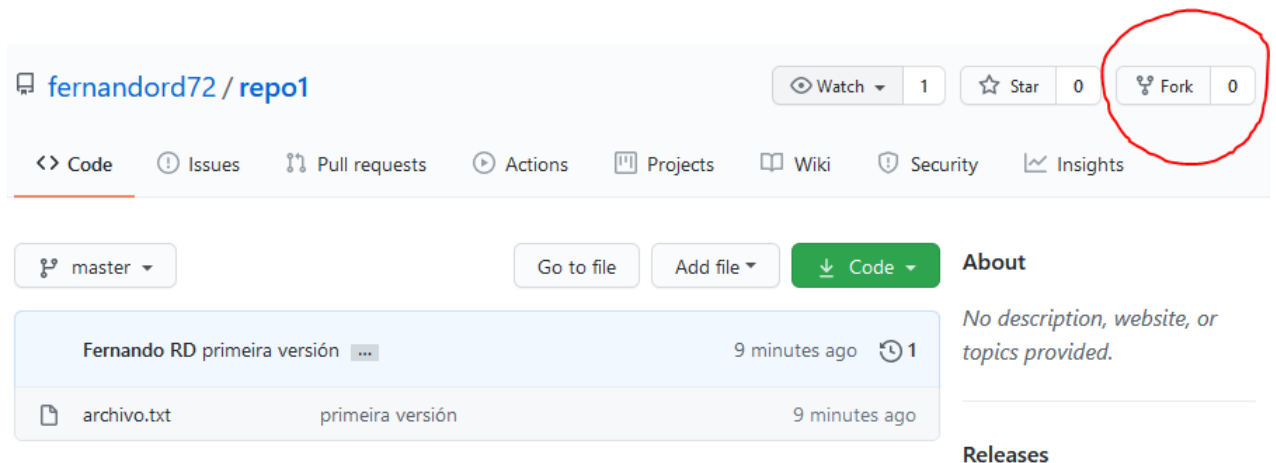 fernandord72 / repo1
Watch 1 Star 0 Fork 0
Code Issues Pull requests Actions Projects Wiki Security Insights
master Go to file Add file Code
About
No description, website, or
topics provided.
Fernando RD primeira versión ... 9 minutes ago 1
archivo.txt primeira versión 9 minutes ago
Releases